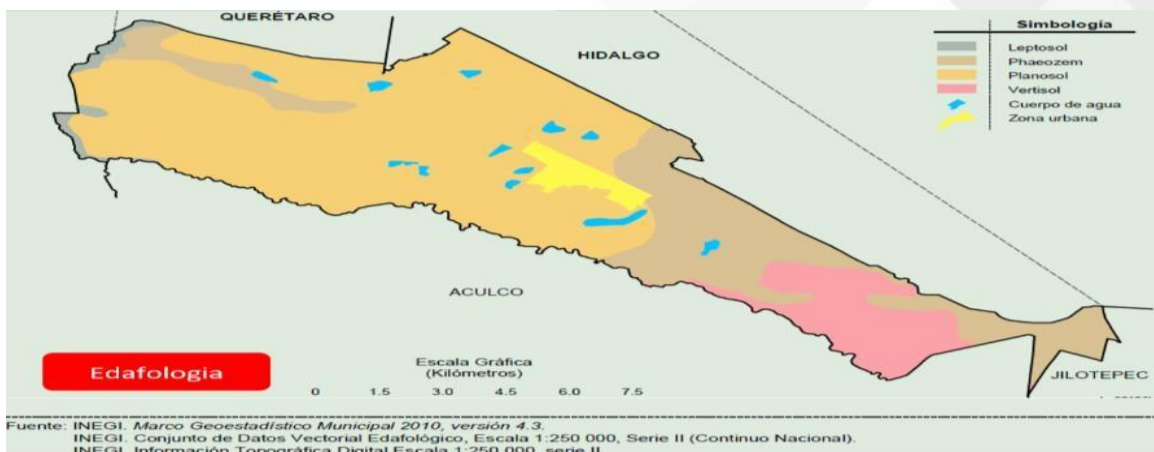 QUERÉTARO
HIDALGO
Simbología
Leptosol
Phaeozem
Planosol
Vertisol
Cuerpo de agua
Zona urbana
ACULCO
Edafologia
Escala Gráfica
(Kilómetros)
0 1.5 3.0 4.5 6.0 7.5
JILOTEPEC
Fuente: INEGI. Marco Geoestadístico Municipal 2010, versión 4.3.
INEGI. Conjunto de Datos Vectorial Edafológico, Escala 1:250 000, Serie II (Continuo Nacional).
INEGI. Información Topográfica Digital Escala 1:250 000, serie II